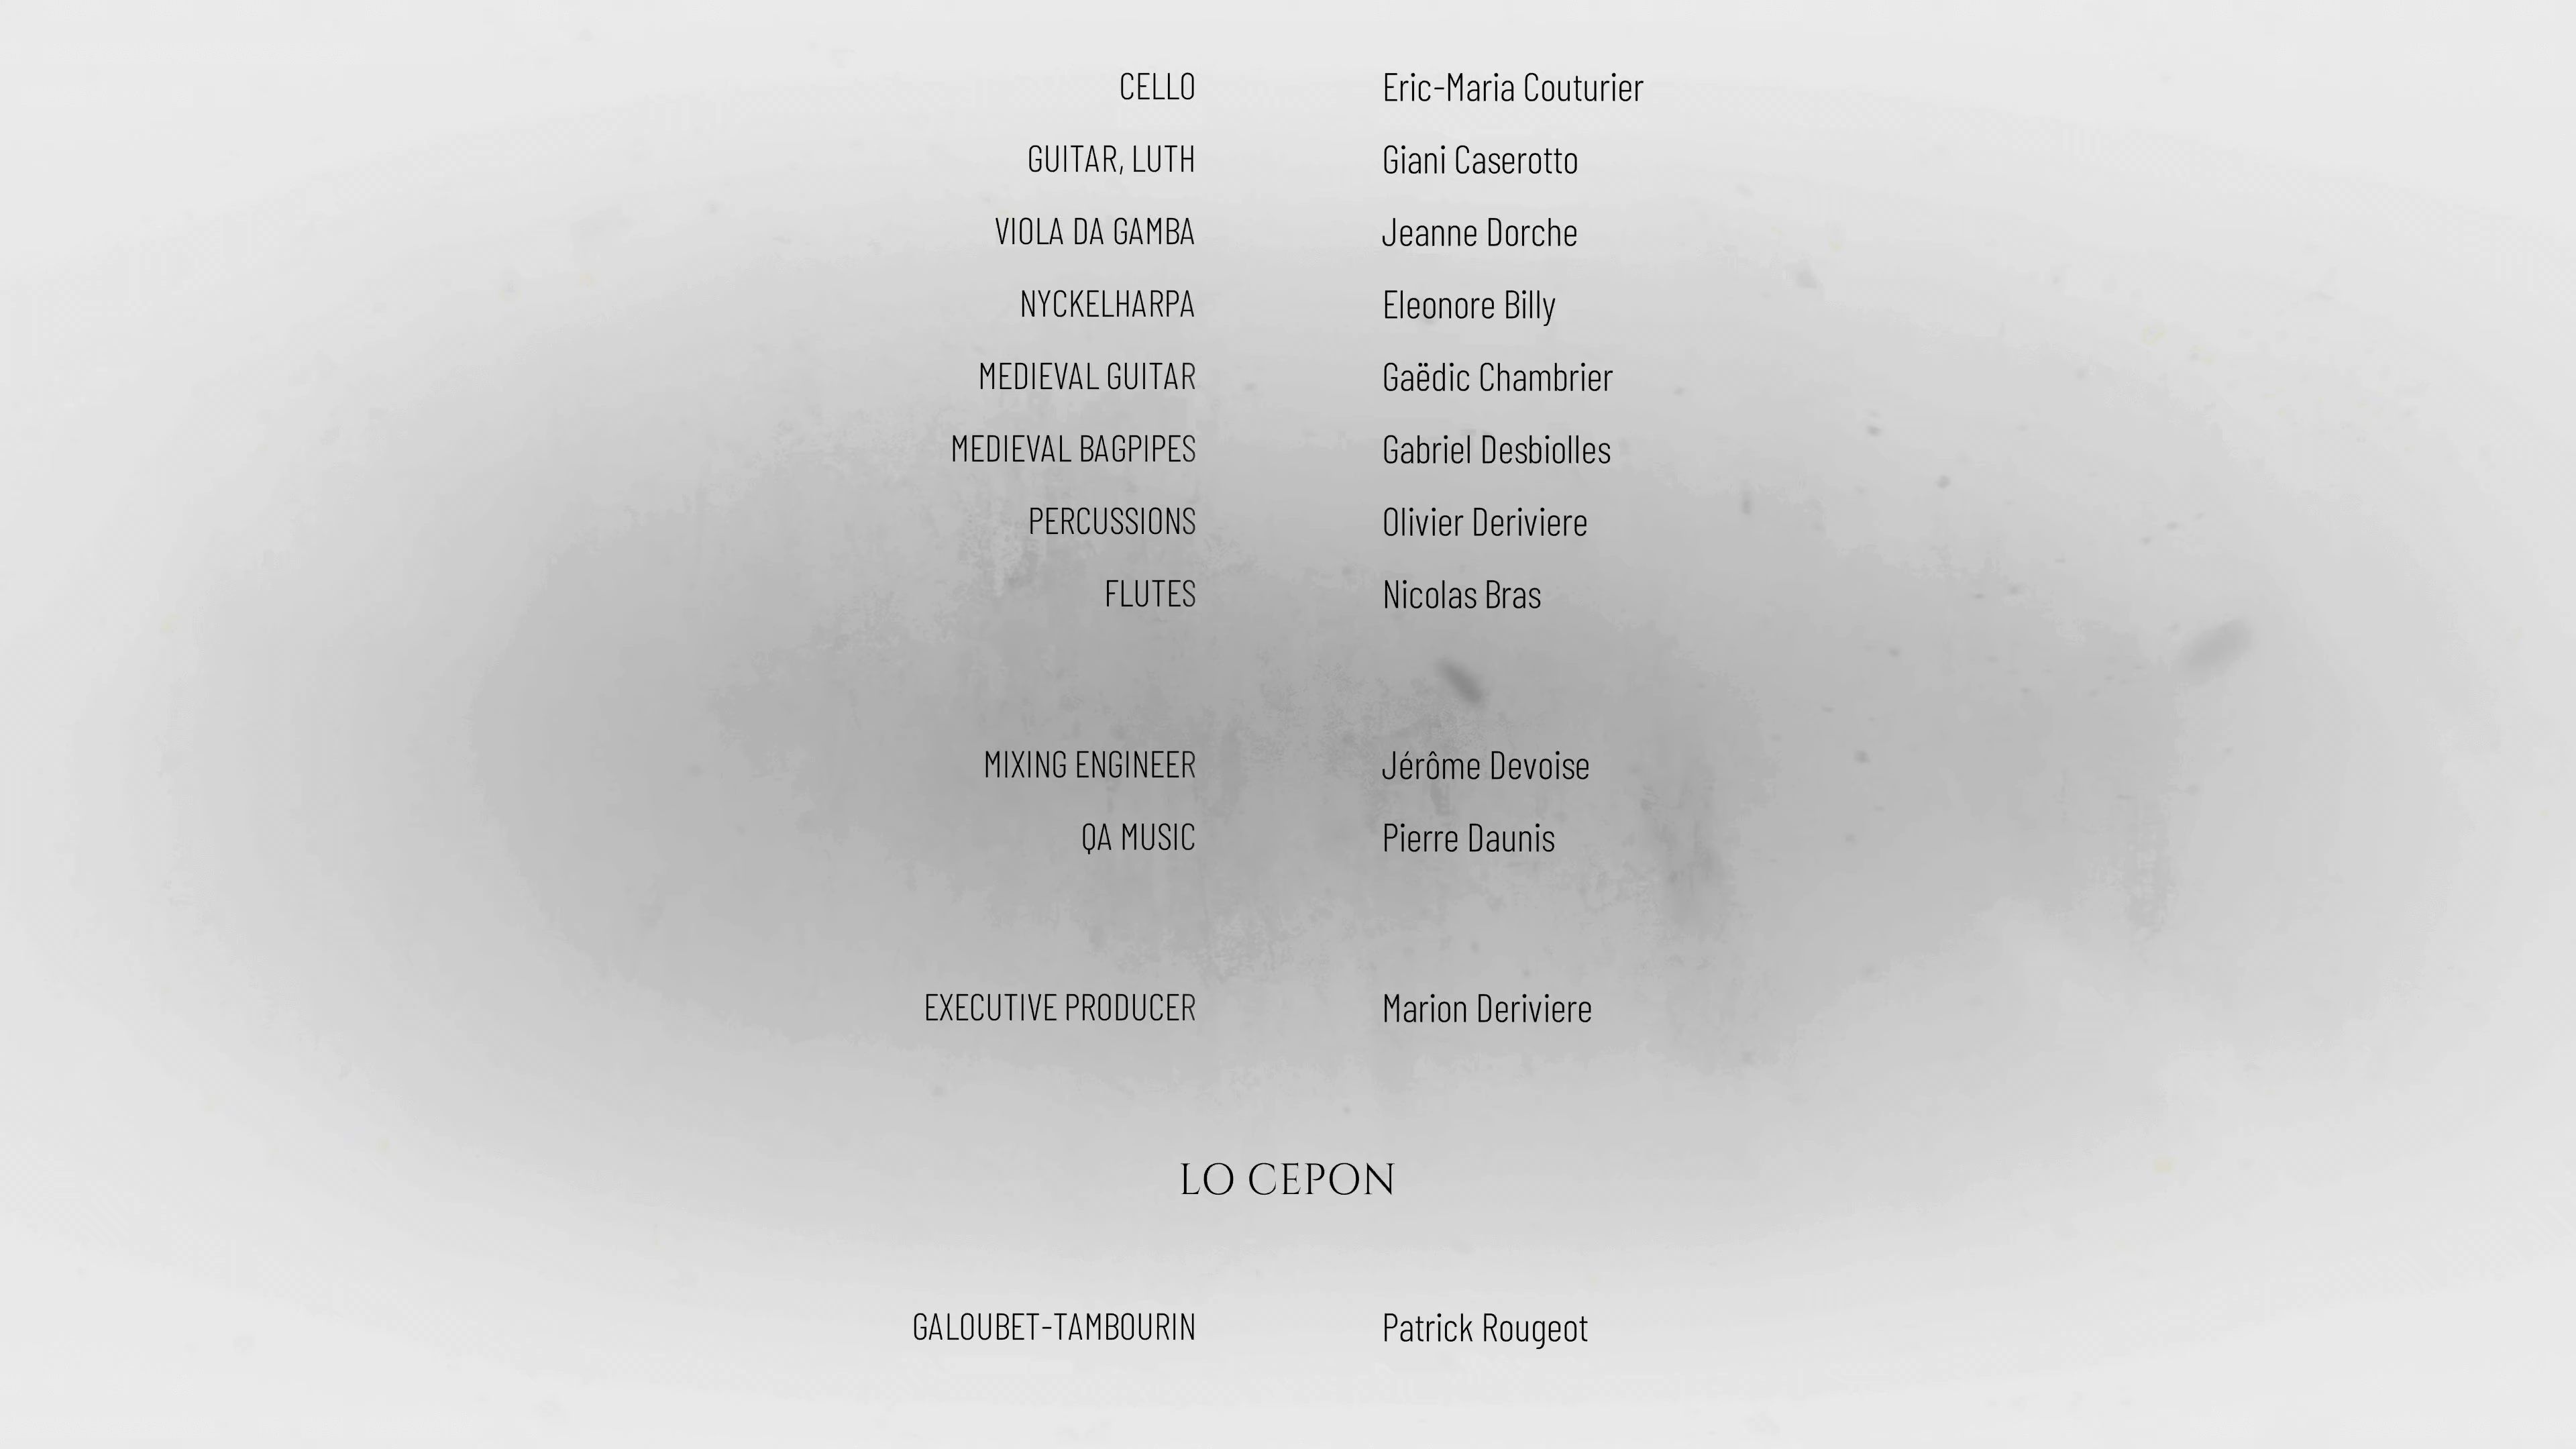 CELLO Eric-Maria Couturier
GUITAR, LUTH Giani Caserotto
VIOLA DA GAMBA Jeanne Dorche
NYCKELHARPA Eleonore Billy
MEDIEVAL GUITAR Gaëdic Chambrier
MEDIEVAL BAGPIPES Gabriel Desbiolles
PERCUSSIONS Olivier Deriviere
FLUTES Nicolas Bras
MIXING ENGINEER Jérôme Devoise
QA MUSIC Pierre Daunis
EXECUTIVE PRODUCER Marion Deriviere
LO CEPON
GALOUBET-TAMBOURIN Patrick Rougeot